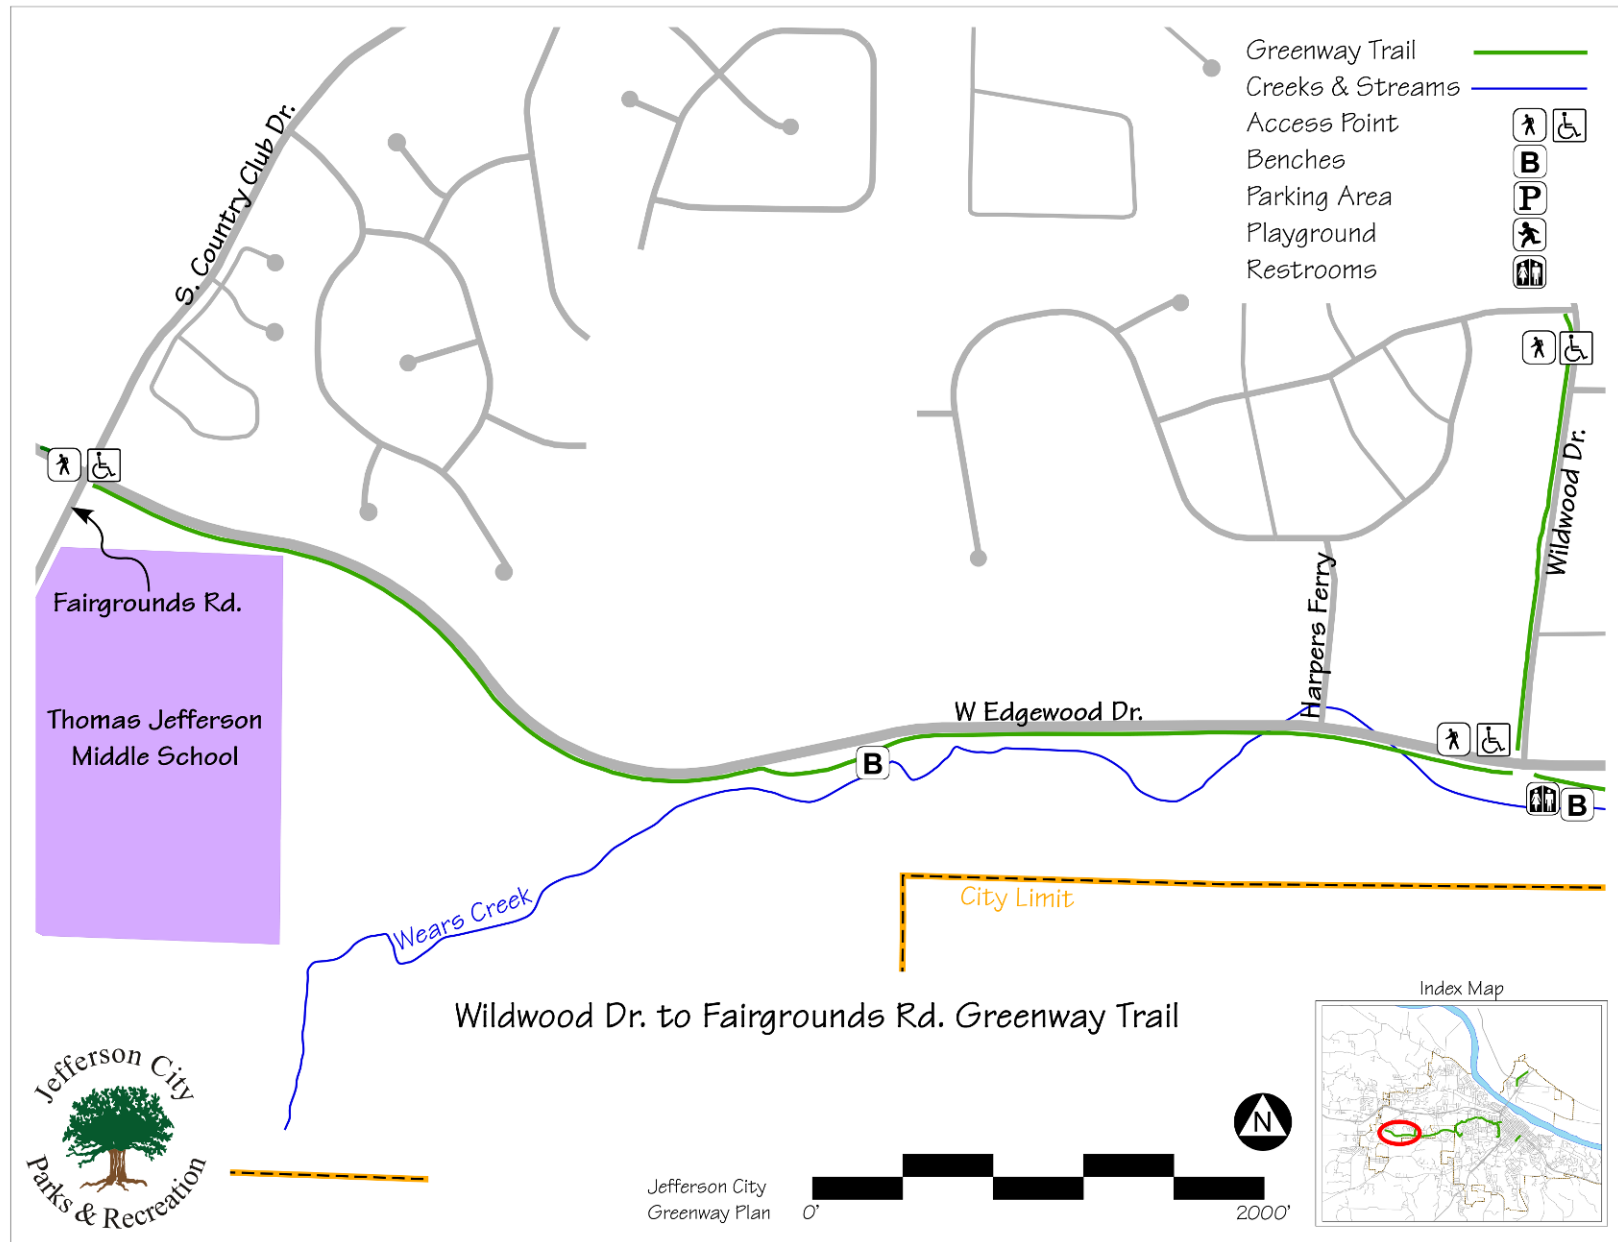 Greenway Trail
Creeks & Streams
Access Point
Benches
B
Parking Area
P
Playground
Restrooms
S. Country Club Dr.
Wildwood Dr.
Fairgrounds Rd.
Harpers Ferry
Thomas Jefferson
Middle School
W Edgewood Dr.
B
B
City Limit
Wears Creek
Wildwood Dr. to Fairgrounds Rd. Greenway Trail
Index Map
Jefferson City
Parks & Recreation
N
Jefferson City
Greenway Plan
0'
2000'